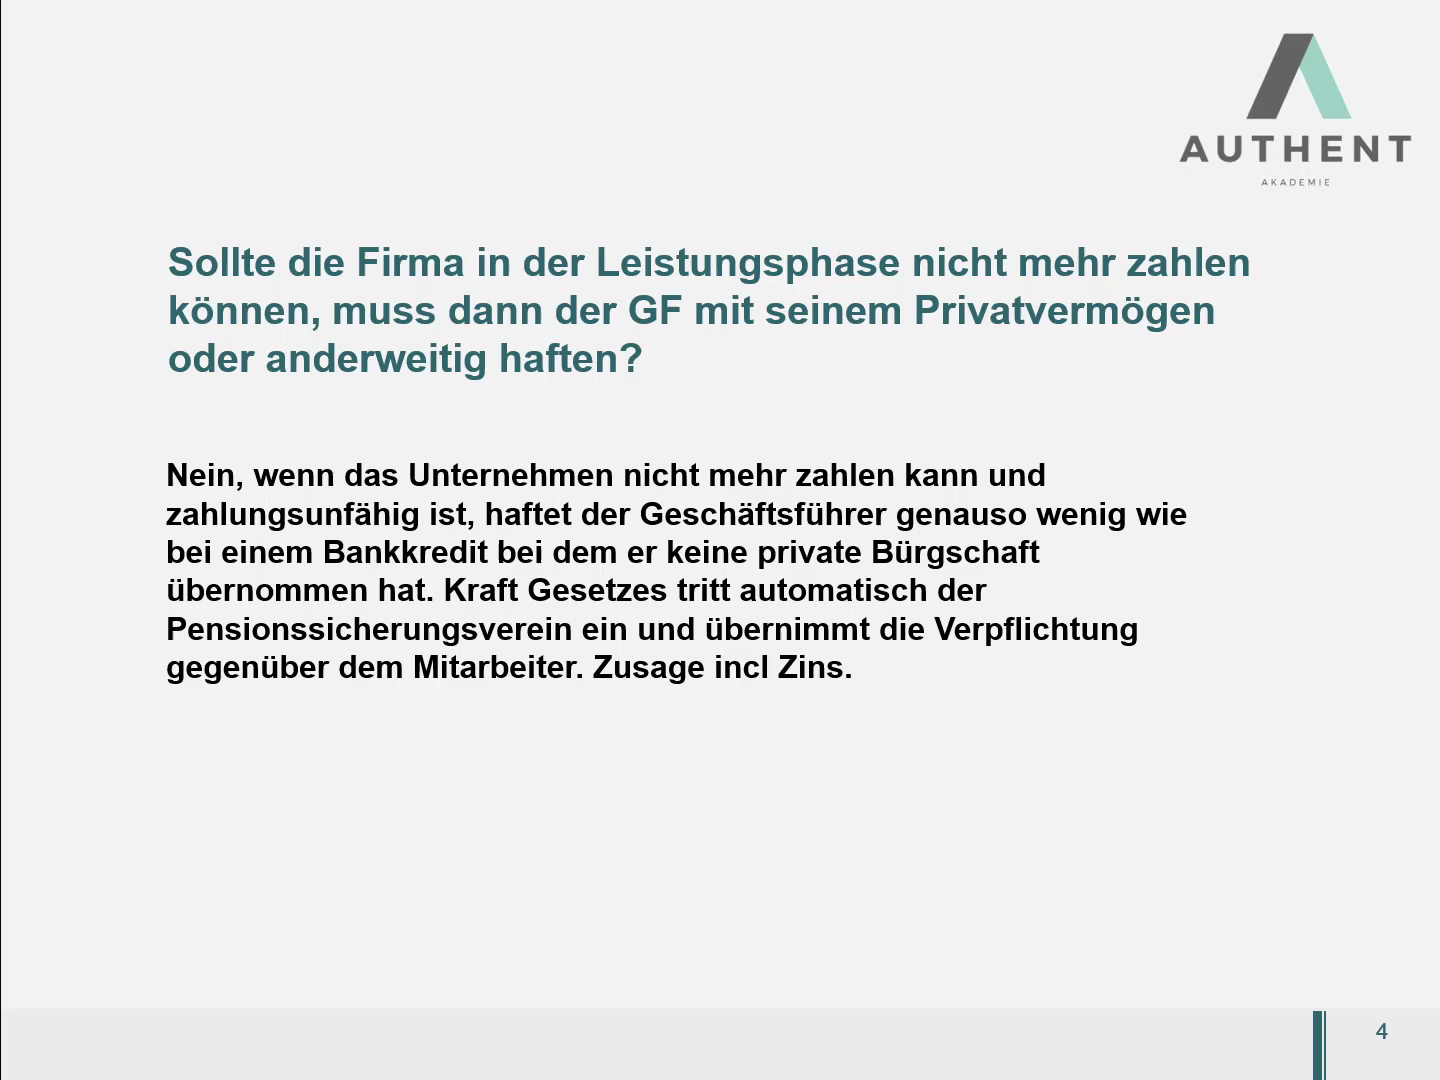 AUTHENT
AKADEMIE
Sollte die Firma in der Leistungsphase nicht mehr zahlen
können, muss dann der GF mit seinem Privatvermögen
oder anderweitig haften?
Nein, wenn das Unternehmen nicht mehr zahlen kann und
zahlungsunfähig ist, haftet der Geschäftsführer genauso wenig wie
bei einem Bankkredit bei dem er keine private Bürgschaft
übernommen hat. Kraft Gesetzes tritt automatisch der
Pensionssicherungsverein ein und übernimmt die Verpflichtung
gegenüber dem Mitarbeiter. Zusage incl Zins.
4